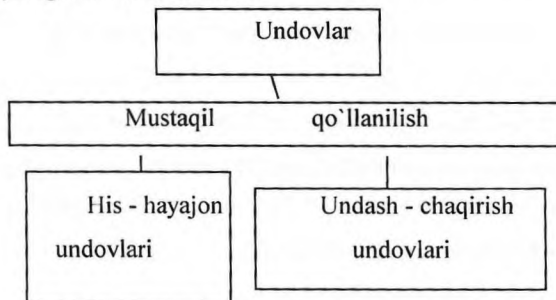 Undovlar
Mustaqil qo`llanilish
His - hayajon
undovlari
Undash - chaqirish
undovlari